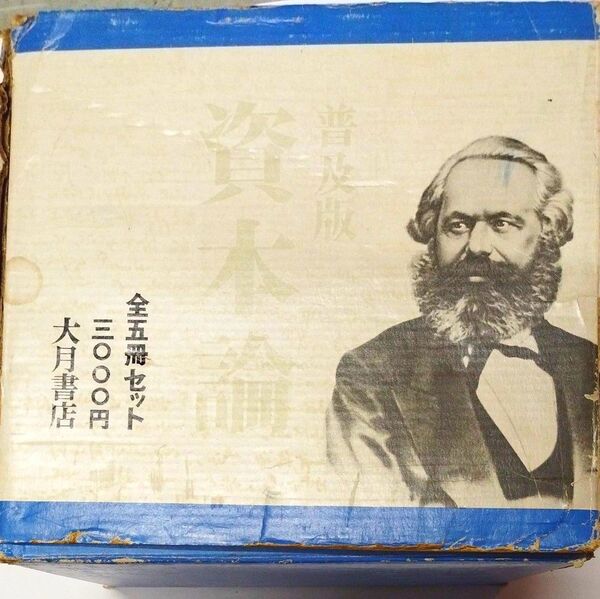 普及版
資本論
全五冊セット
三〇〇〇円
大月書店